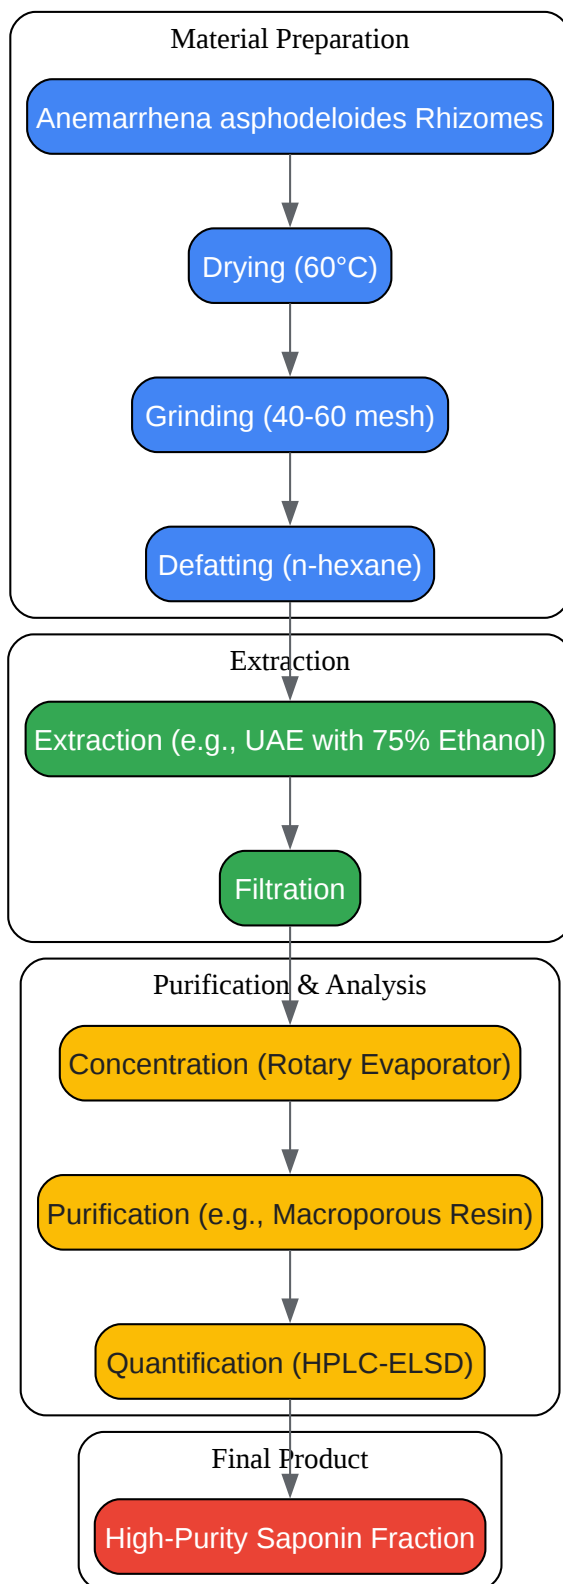 Material Preparation
Anemarrhena asphodeloides Rhizomes
Drying (60°C)
Grinding (40-60 mesh)
Defatting (n-hexane)
Extraction
Extraction (e.g., UAE with 75% Ethanol)
Filtration
Purification & Analysis
Concentration (Rotary Evaporator)
Purification (e.g., Macroporous Resin)
Quantification (HPLC-ELSD)
Final Product
High-Purity Saponin Fraction